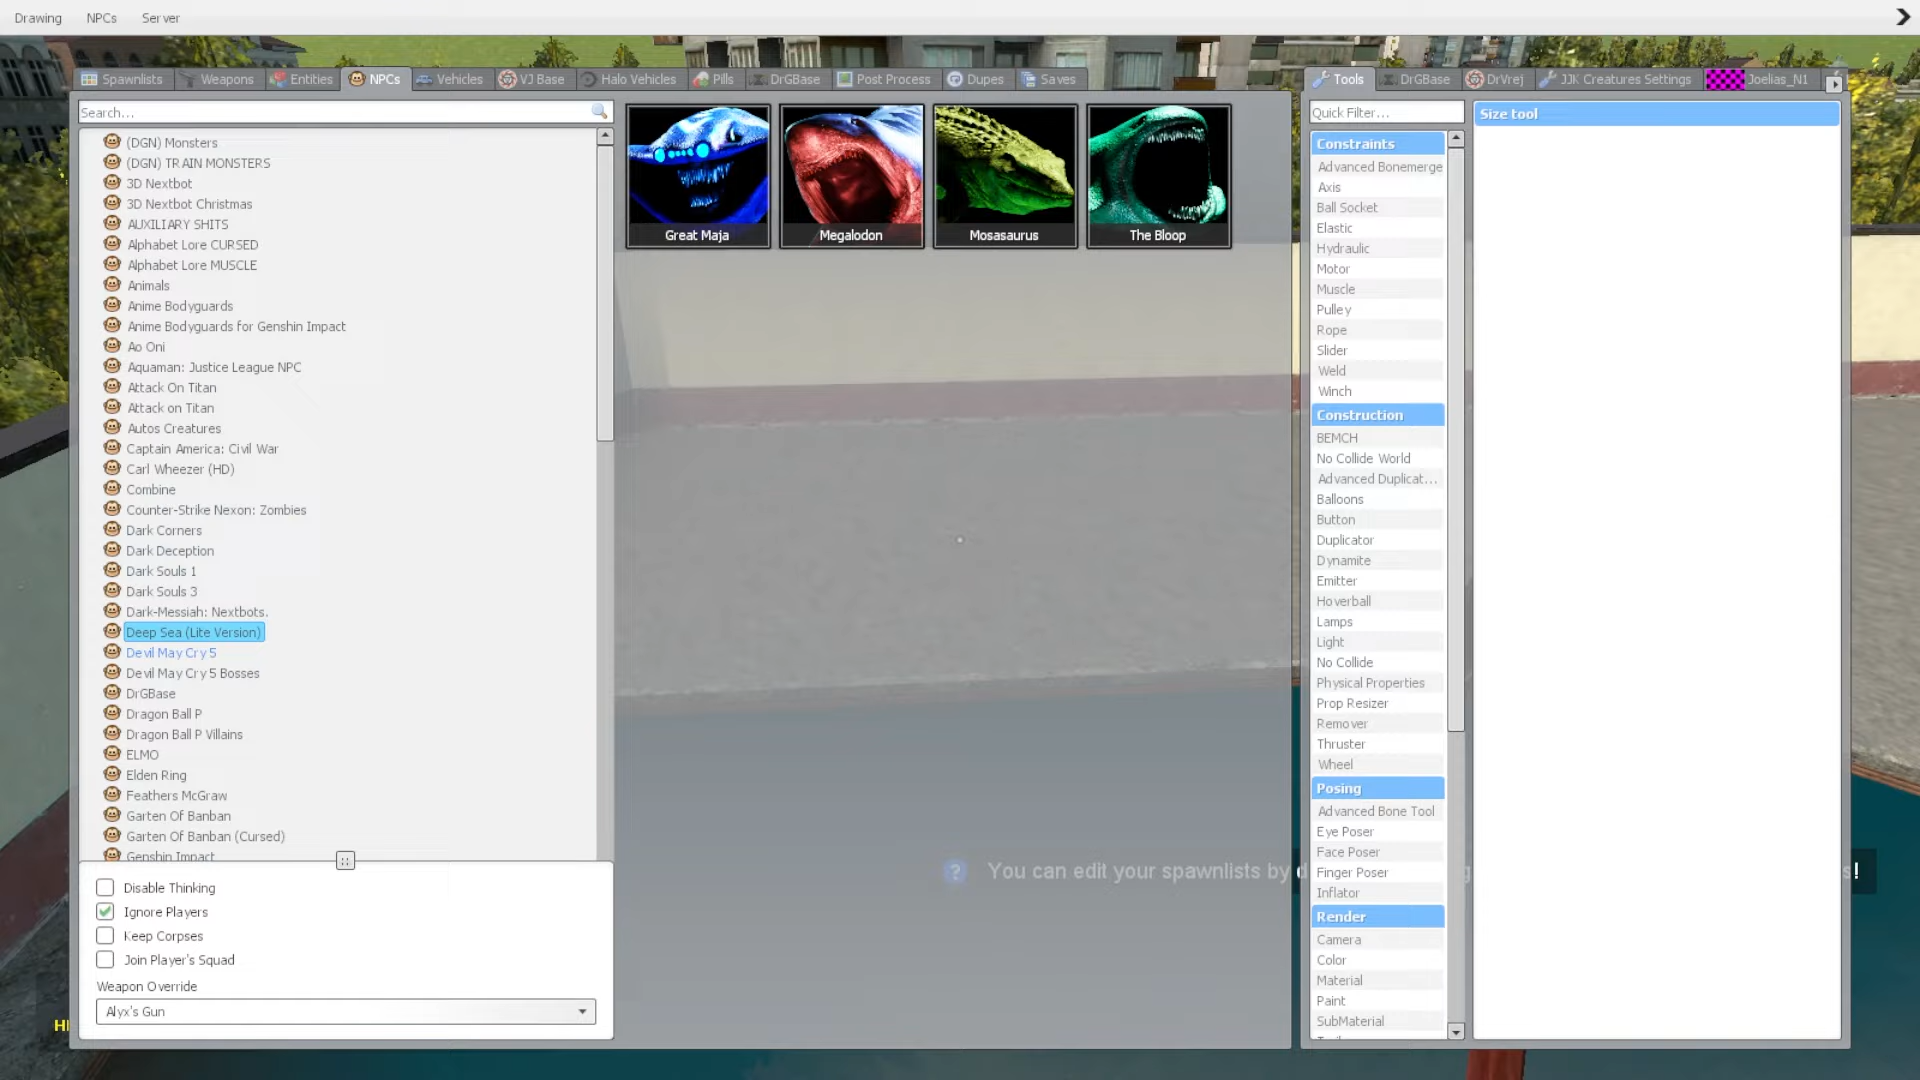 Drawing NPCs Server
Spawnlists Weapons Entities NPCs Vehicles VJ Base Halo Vehicles Pills DrGBase Post Process Dupes Saves
Search...
(DGN) Monsters
(DGN) TRAIN MONSTERS
3D Nextbot
3D Nextbot Christmas
AUXILIARY SHITS
Alphabet Lore CURSED
Alphabet Lore MUSCLE
Animals
Anime Bodyguards
Anime Bodyguards for Genshin Impact
Ao Oni
Aquaman: Justice League NPC
Attack On Titan
Attack on Titan
Autos Creatures
Captain America: Civil War
Carl Wheezer (HD)
Combine
Counter-Strike Nexon: Zombies
Dark Corners
Dark Deception
Dark Souls 1
Dark Souls 3
Dark-Messiah: Nextbots.
Deep Sea (Lite Version)
Devil May Cry 5
Devil May Cry 5 Bosses
DrGBase
Dragon Ball P
Dragon Ball P Villains
ELMO
Elden Ring
Feathers McGraw
Garten Of Banban
Garten Of Banban (Cursed)
Genshin Impact
Disable Thinking
Ignore Players
Keep Corpses
Join Player's Squad
Weapon Override
Alyx's Gun
Great Maja
Megalodon
Mosasaurus
The Bloop
You can edit your spawnlists by
Tools DrGBase DrVrej JJK Creatures Settings Joelias_N1
Quick Filter...
Constraints
Advanced Bonemerge
Axis
Ball Socket
Elastic
Hydraulic
Motor
Muscle
Pulley
Rope
Slider
Weld
Winch
Construction
BEMCH
No Collide World
Advanced Duplicat...
Balloons
Button
Duplicator
Dynamite
Emitter
Hoverball
Lamps
Light
No Collide
Physical Properties
Prop Resizer
Remover
Thruster
Wheel
Posing
Advanced Bone Tool
Eye Poser
Face Poser
Finger Poser
Inflator
Render
Camera
Color
Material
Paint
SubMaterial
Size tool